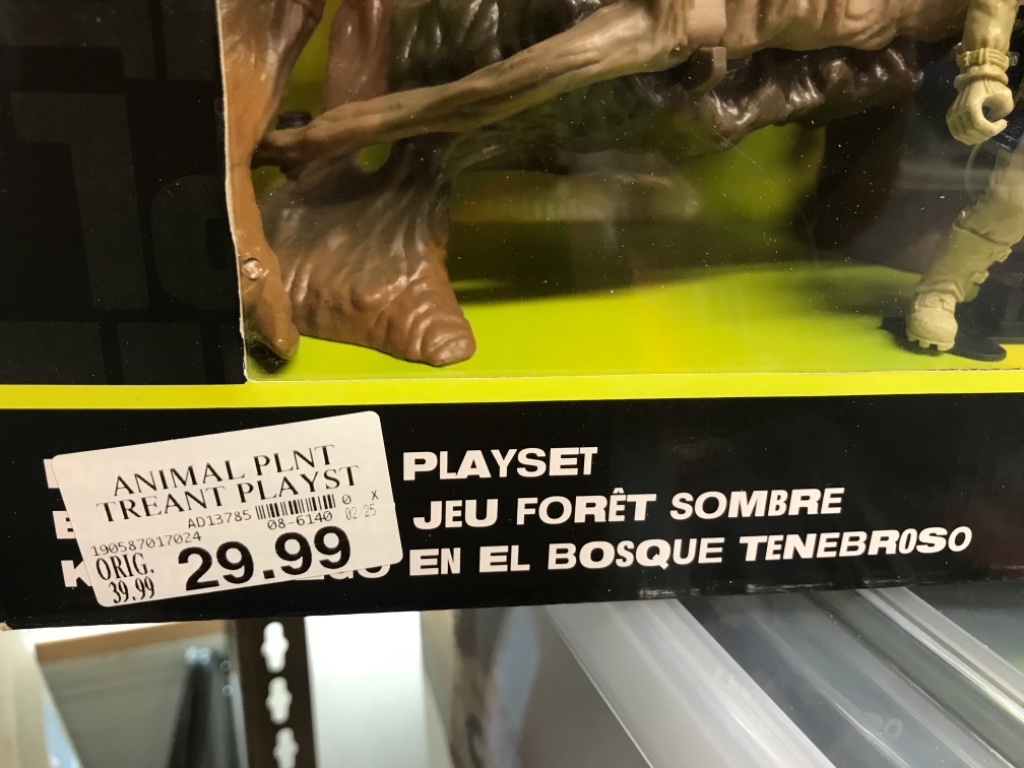 ANIMAL PLNT
TREANT PLAYST
AD13785 0 X
08-6140 02-25
190587017024
ORIG.
39.99
29.99
PLAYSET
JEU FORÊT SOMBRE
EN EL BOSQUE TENEBROSO